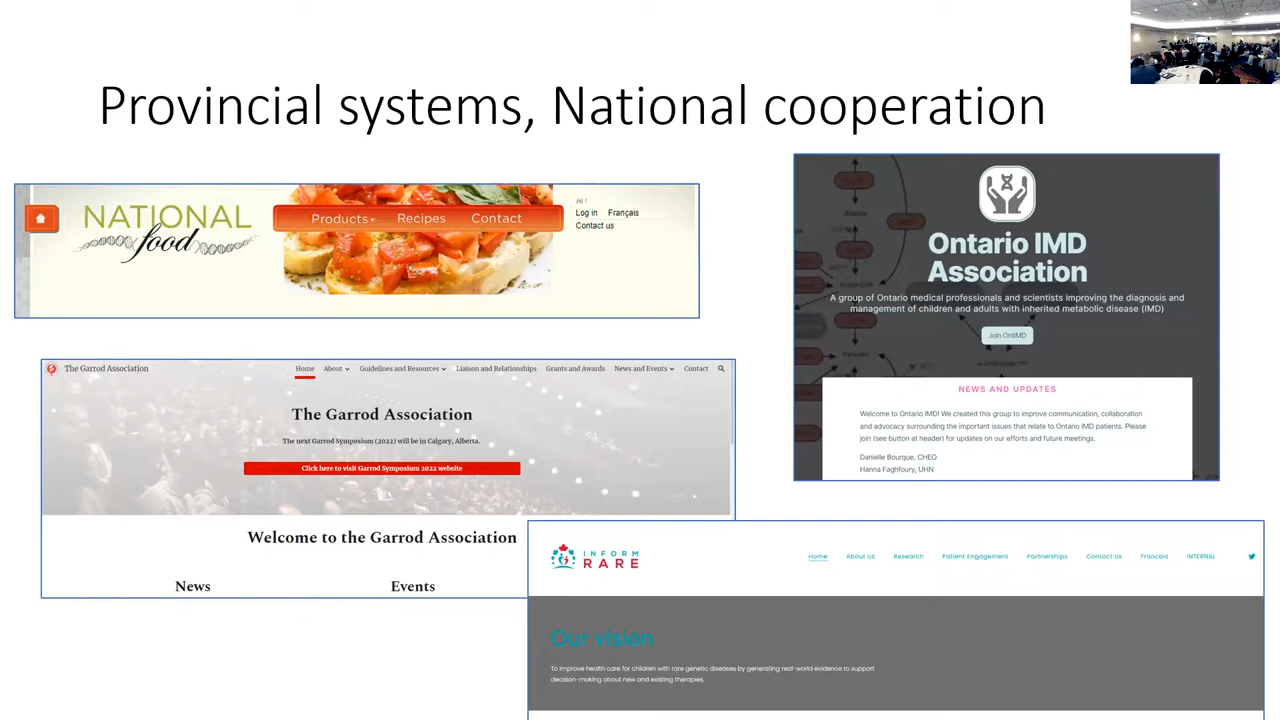 Provincial systems, National cooperation
NATIONAL
food
Products
Recipes
Contact
Hi !
Log in
Français
Contact us
Ontario IMD
Association
A group of Ontario medical professionals and scientists improving the diagnosis and
management of children and adults with inherited metabolic disease (IMD)
Join OntIMD
NEWS AND UPDATES
Welcome to Ontario IMD! We created this group to improve communication, collaboration
and advocacy surrounding the important issues that relate to Ontario IMD patients. Please
join (see button at header) for updates on our efforts and future meetings.
Danielle Bourque, CHEO
Hanna Faghfoury, UHN
The Garrod Association
Home
About
Guidelines and Resources
Liaison and Relationships
Grants and Awards
News and Events
Contact
The Garrod Association
The next Garrod Symposium (2022) will be in Calgary, Alberta.
Click here to visit Garrod Symposium 2022 website
Welcome to the Garrod Association
News
Events
INFORM
RARE
Home
About Us
Research
Patient Engagement
Partnerships
Contact Us
Francais
INTERNAL
Our vision
To improve health care for children with rare genetic diseases by generating real-world evidence to support
decision-making about new and existing therapies.